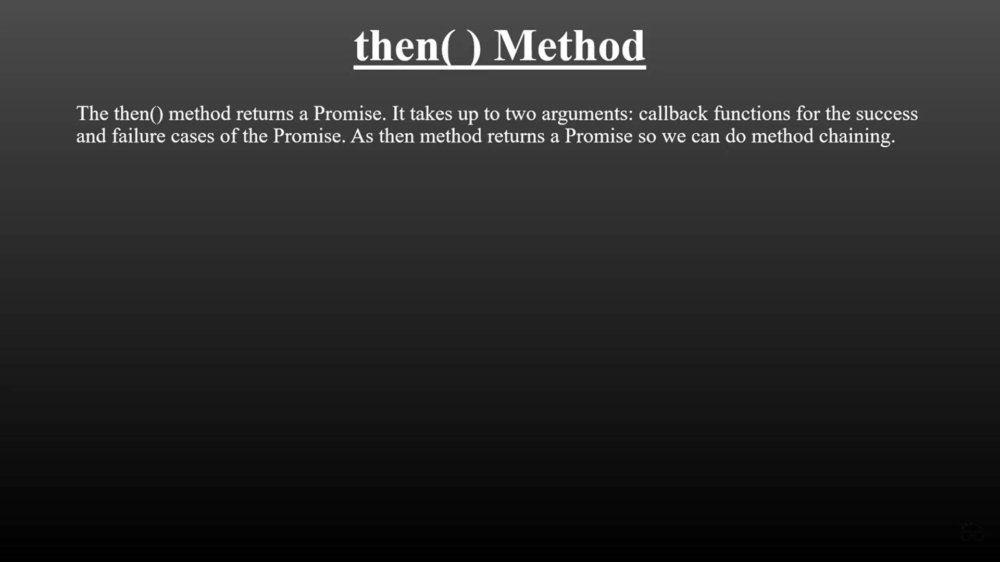 then( ) Method
The then() method returns a Promise. It takes up to two arguments: callback functions for the success
and failure cases of the Promise. As then method returns a Promise so we can do method chaining.